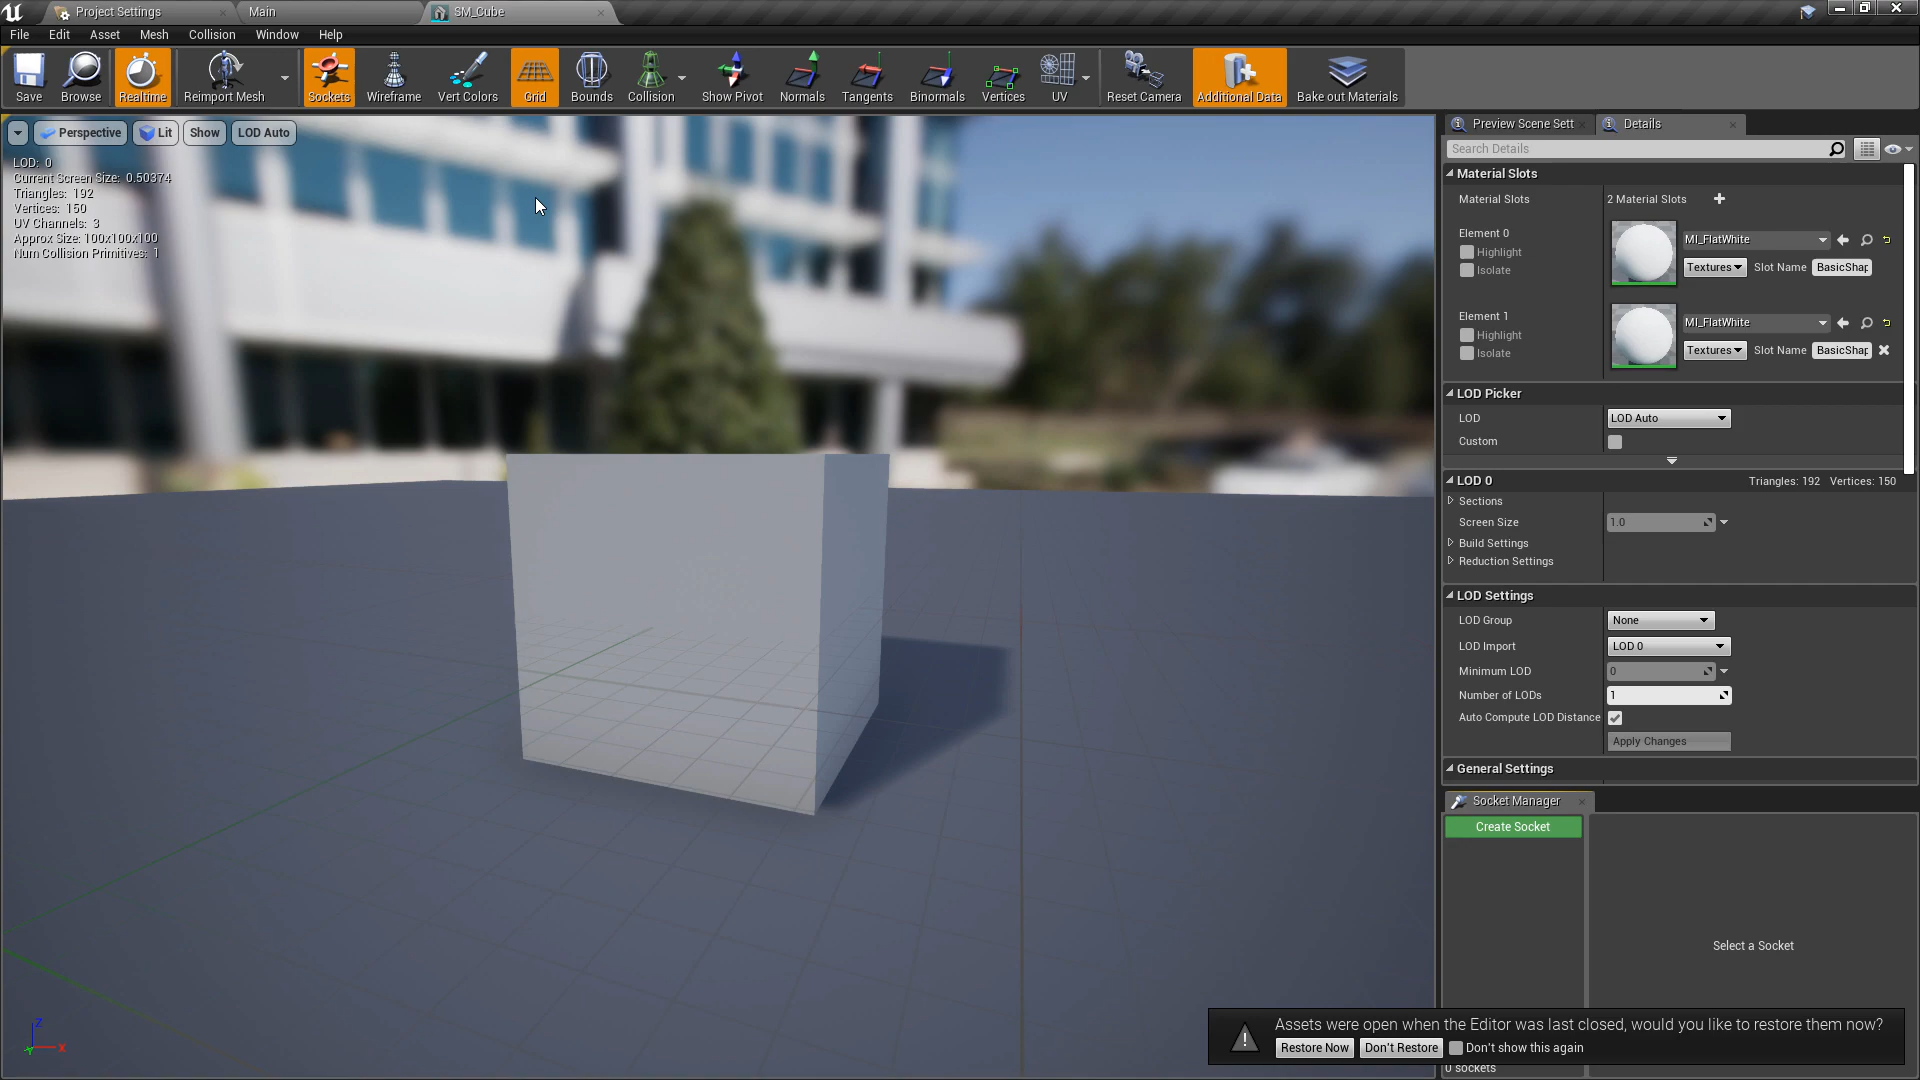 Project Settings
Main
SM_Cube
File Edit Asset Mesh Collision Window Help
Save Browse Realtime Reimport Mesh Sockets Wireframe Vert Colors Grid Bounds Collision Show Pivot Normals Tangents Binormals Vertices UV Reset Camera Additional Data Bake out Materials
Perspective Lit Show LOD Auto
LOD: 0
Current Screen Size: 0.50374
Triangles: 192
Vertices: 150
UV Channels: 3
Approx Size: 100x100x100
Num Collision Primitives: 1
Z
X
Preview Scene Sett
Details
Search Details
Material Slots
Material Slots 2 Material Slots
Element 0
Highlight
Isolate
MI_FlatWhite
Textures Slot Name BasicShap
Element 1
Highlight
Isolate
MI_FlatWhite
Textures Slot Name BasicShap
LOD Picker
LOD LOD Auto
Custom
LOD 0 Triangles: 192 Vertices: 150
Sections
Screen Size 1.0
Build Settings
Reduction Settings
LOD Settings
LOD Group None
LOD Import LOD 0
Minimum LOD 0
Number of LODs 1
Auto Compute LOD Distance
Apply Changes
General Settings
Socket Manager
Create Socket
Select a Socket
Assets were open when the Editor was last closed, would you like to restore them now?
Restore Now Don't Restore Don't show this again
0 sockets